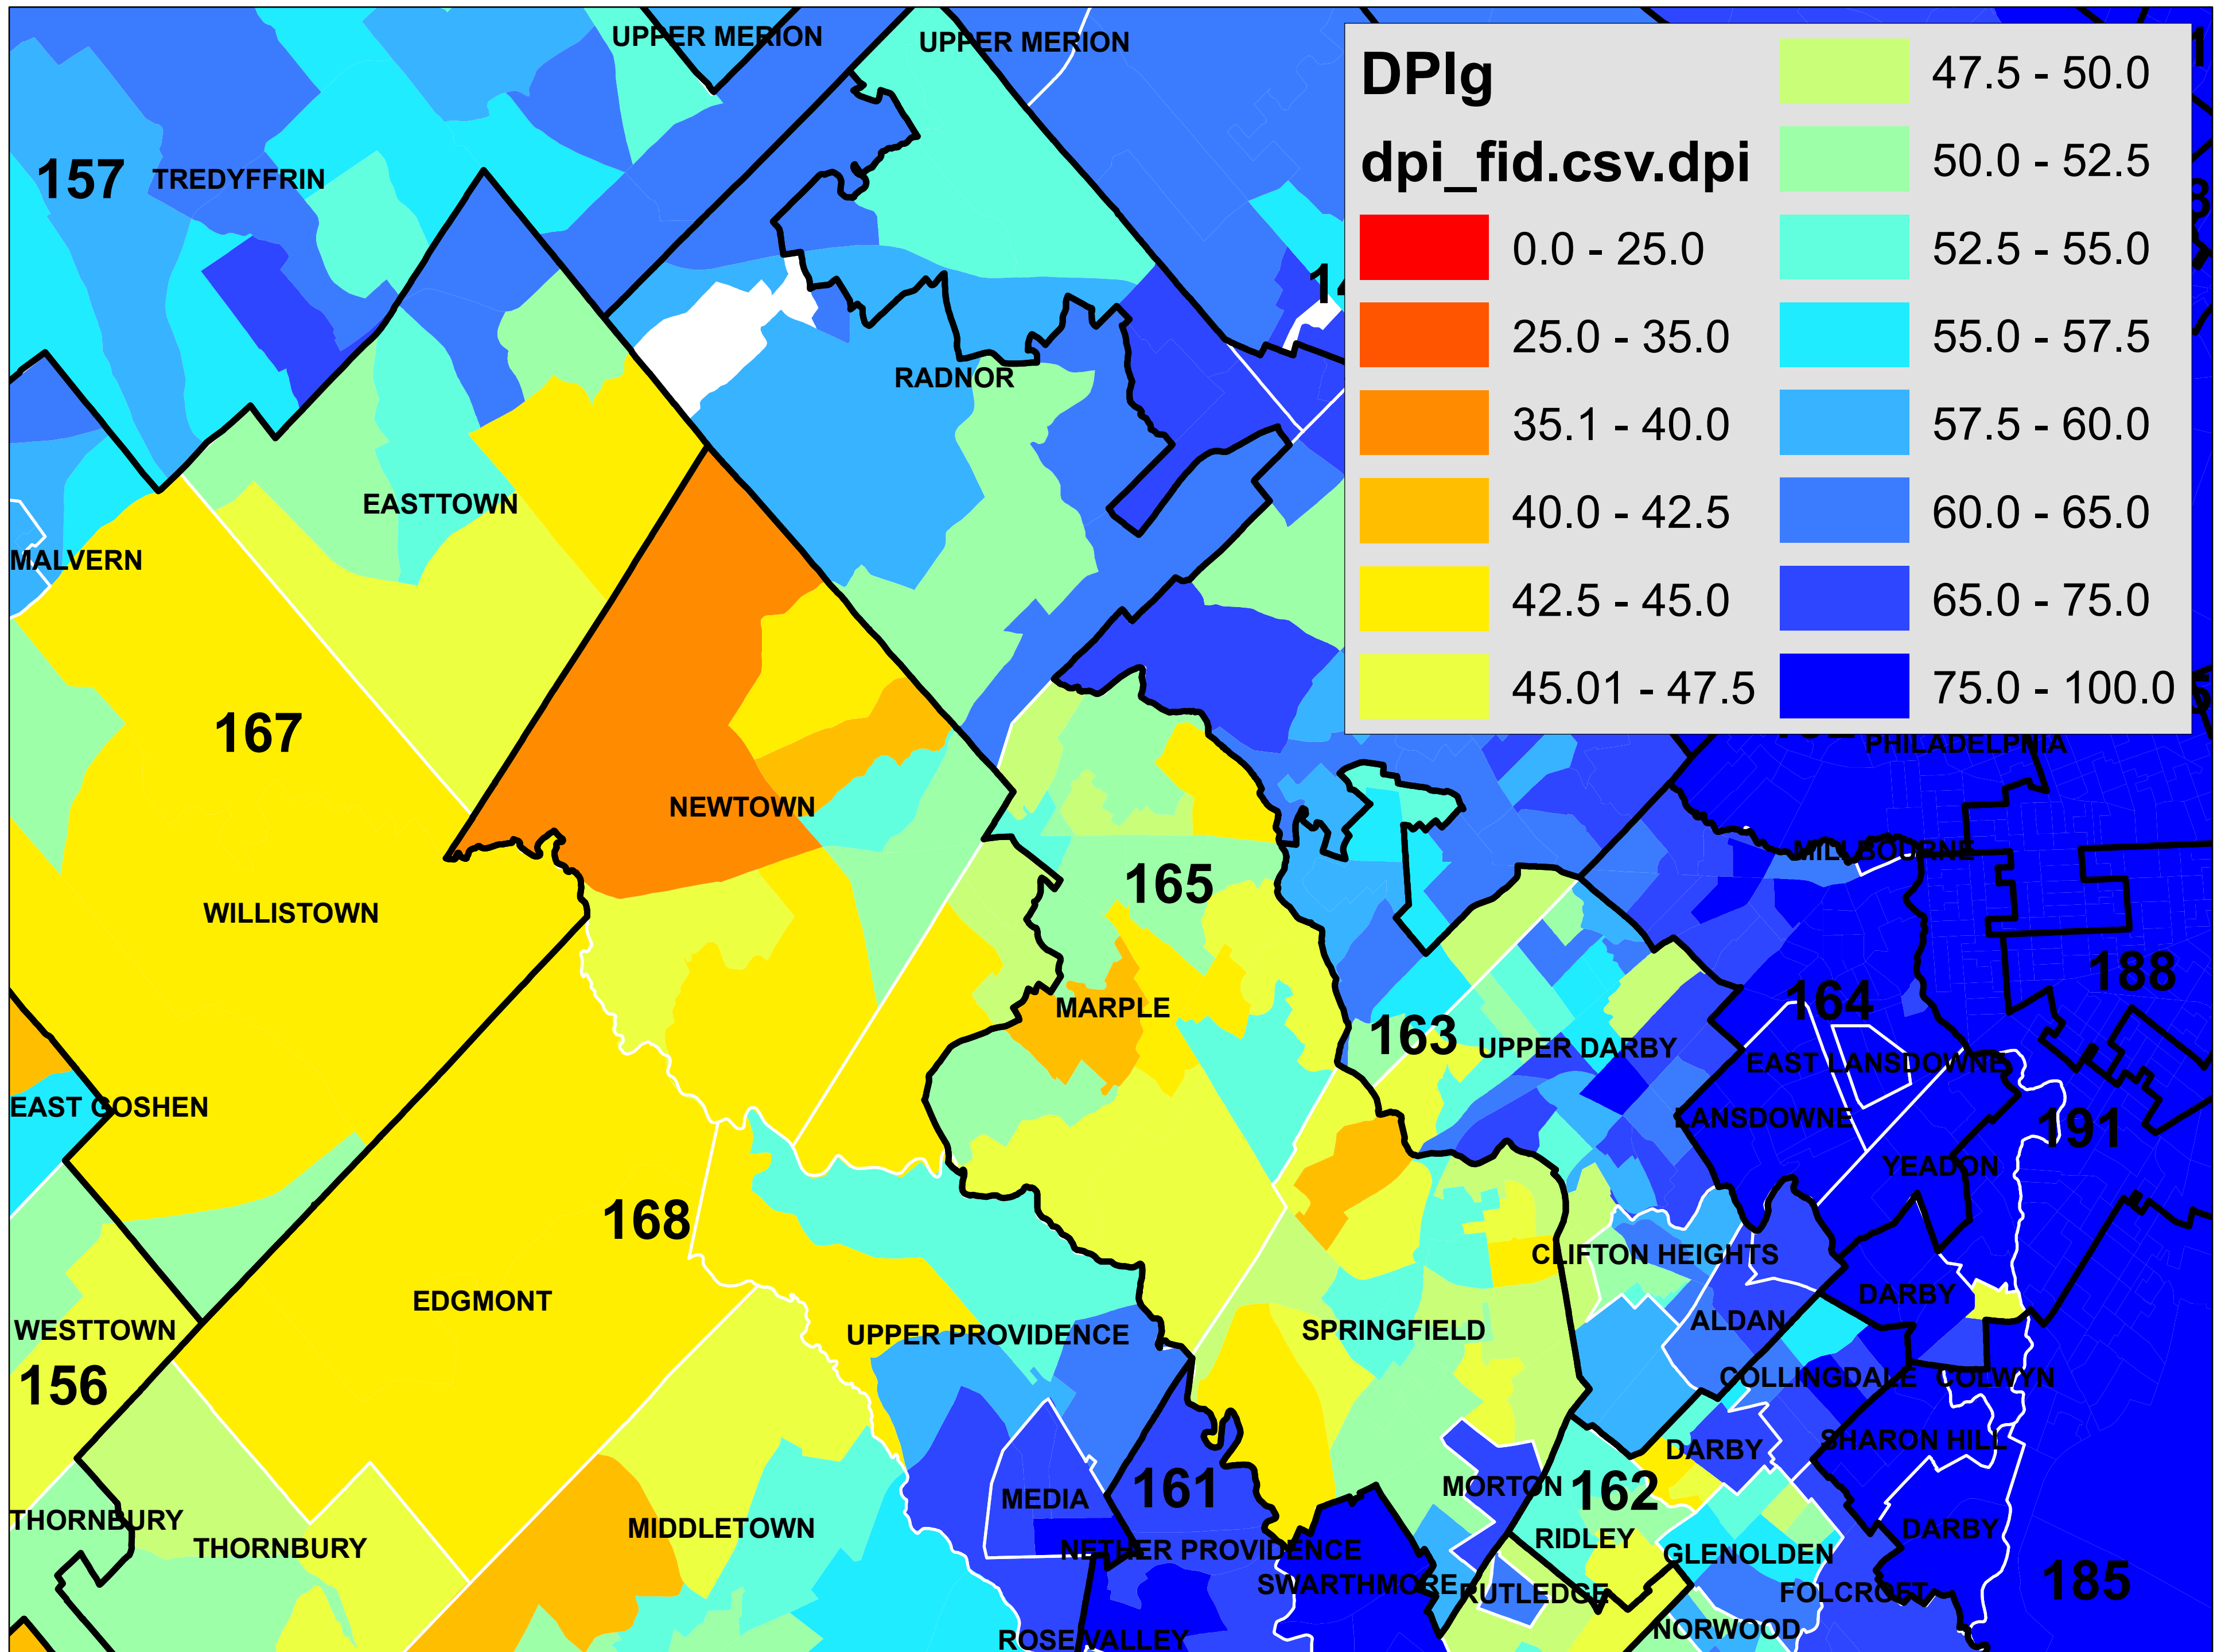 UPPER MERION
UPPER MERION
DPIg
dpi_fid.csv.dpi
0.0 - 25.0
25.0 - 35.0
35.1 - 40.0
40.0 - 42.5
42.5 - 45.0
45.01 - 47.5
47.5 - 50.0
50.0 - 52.5
52.5 - 55.0
55.0 - 57.5
57.5 - 60.0
60.0 - 65.0
65.0 - 75.0
75.0 - 100.0
157
TREDYFFRIN
RADNOR
EASTTOWN
MALVERN
167
PHILADELPHIA
NEWTOWN
MILLBOURNE
165
WILLISTOWN
188
164
MARPLE
163
UPPER DARBY
EAST LANSDOWNE
EAST GOSHEN
LANSDOWNE
191
YEADON
168
CLIFTON HEIGHTS
EDGMONT
DARBY
WESTTOWN
UPPER PROVIDENCE
SPRINGFIELD
ALDAN
156
COLLINGDALE
COLWYN
SHARON HILL
DARBY
MEDIA
161
MORTON
162
THORNBURY
MIDDLETOWN
DARBY
THORNBURY
NETHER PROVIDENCE
RIDLEY
GLENOLDEN
SWARTHMORE
RUTLEDGE
FOLCROFT
185
ROSE VALLEY
NORWOOD